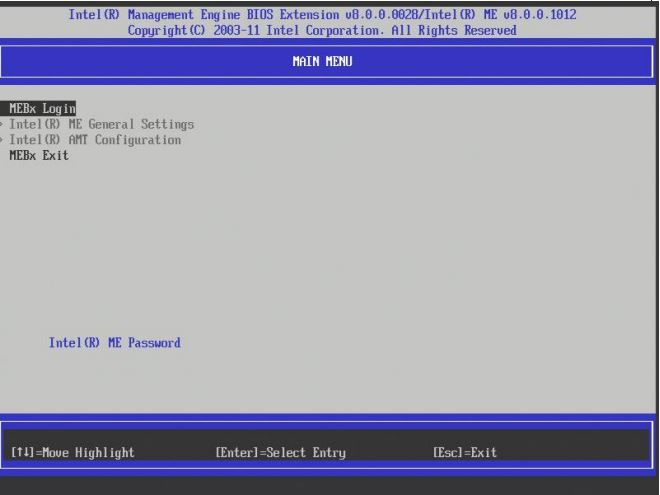 Intel(R) Management Engine BIOS Extension v8.0.0.0028/Intel(R) ME v8.0.0.1012
Copyright(C) 2003-11 Intel Corporation. All Rights Reserved
MAIN MENU
MEBx Login
> Intel(R) ME General Settings
> Intel(R) AMT Configuration
MEBx Exit
Intel(R) ME Password
[↑↓]=Move Highlight [Enter]=Select Entry [Esc]=Exit